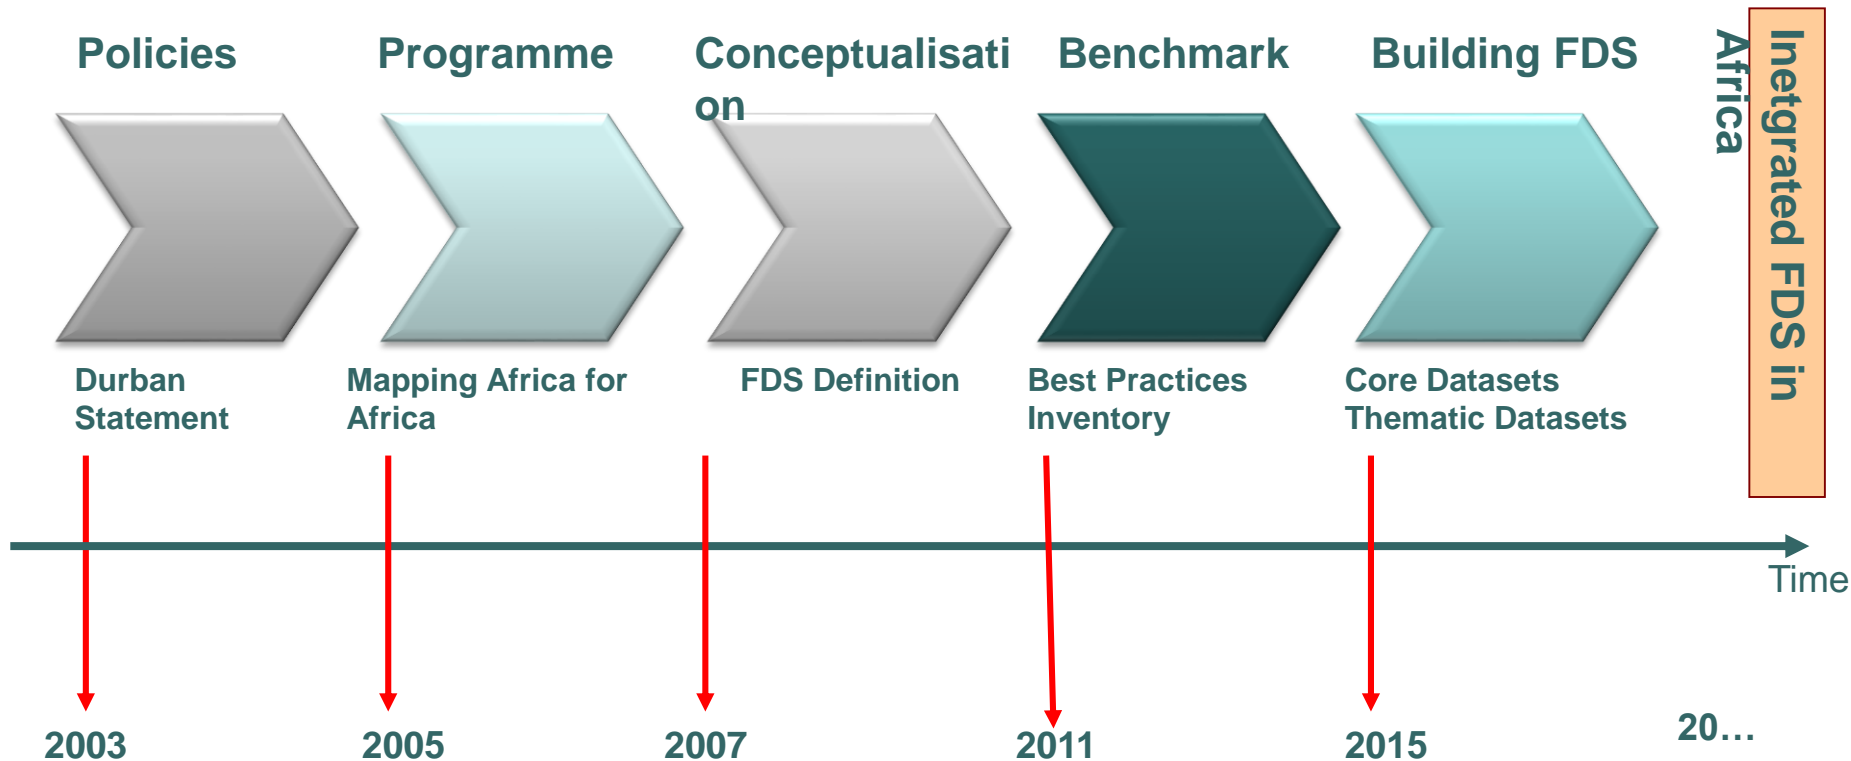 Policies
Programme
Conceptualisati
on
Benchmark
Building FDS
Inetgrated FDS in
Africa
Durban
Statement
Mapping Africa for
Africa
FDS Definition
Best Practices
Inventory
Core Datasets
Thematic Datasets
Time
2003
2005
2007
2011
2015
20…